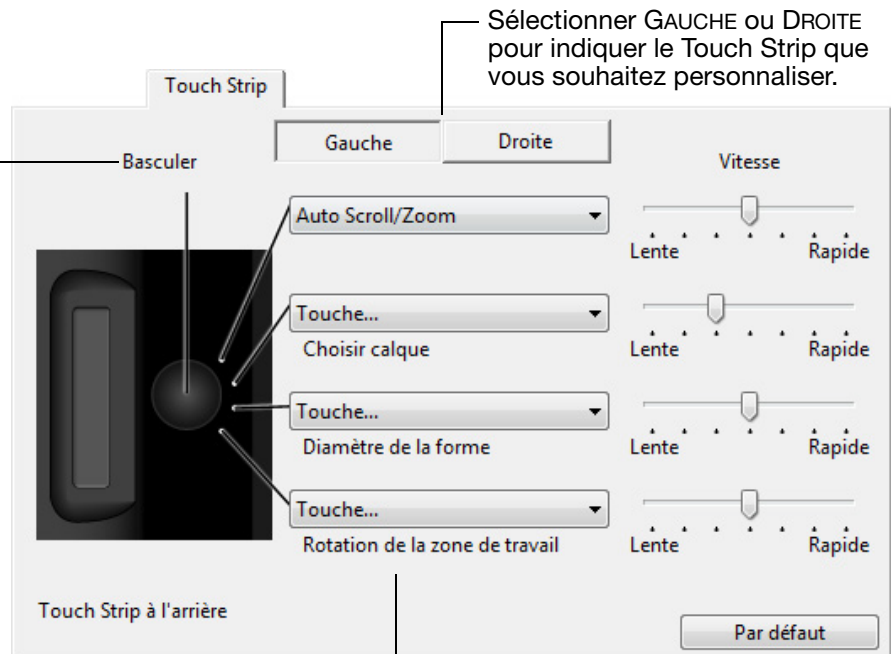 Sélectionner GAUCHE ou DROITE
pour indiquer le Touch Strip que
vous souhaitez personnaliser.
Touch Strip
Gauche
Droite
Basculer
Vitesse
Auto Scroll/Zoom
Lente
Rapide
Touche...
Choisir calque
Lente
Rapide
Touche...
Diamètre de la forme
Lente
Rapide
Touche...
Rotation de la zone de travail
Lente
Rapide
Touch Strip à l'arrière
Par défaut